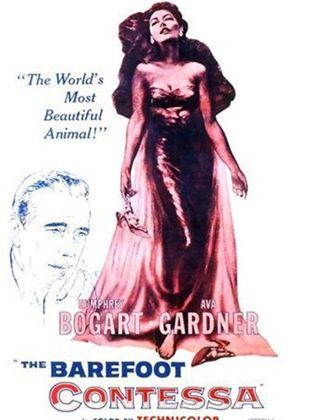 "The World's
Most
Beautiful
Animal!"
HUMPHREY AVA
BOGART GARDNER
THE BAREFOOT
CONTESSA
COLOR BY TECHNICOLOR